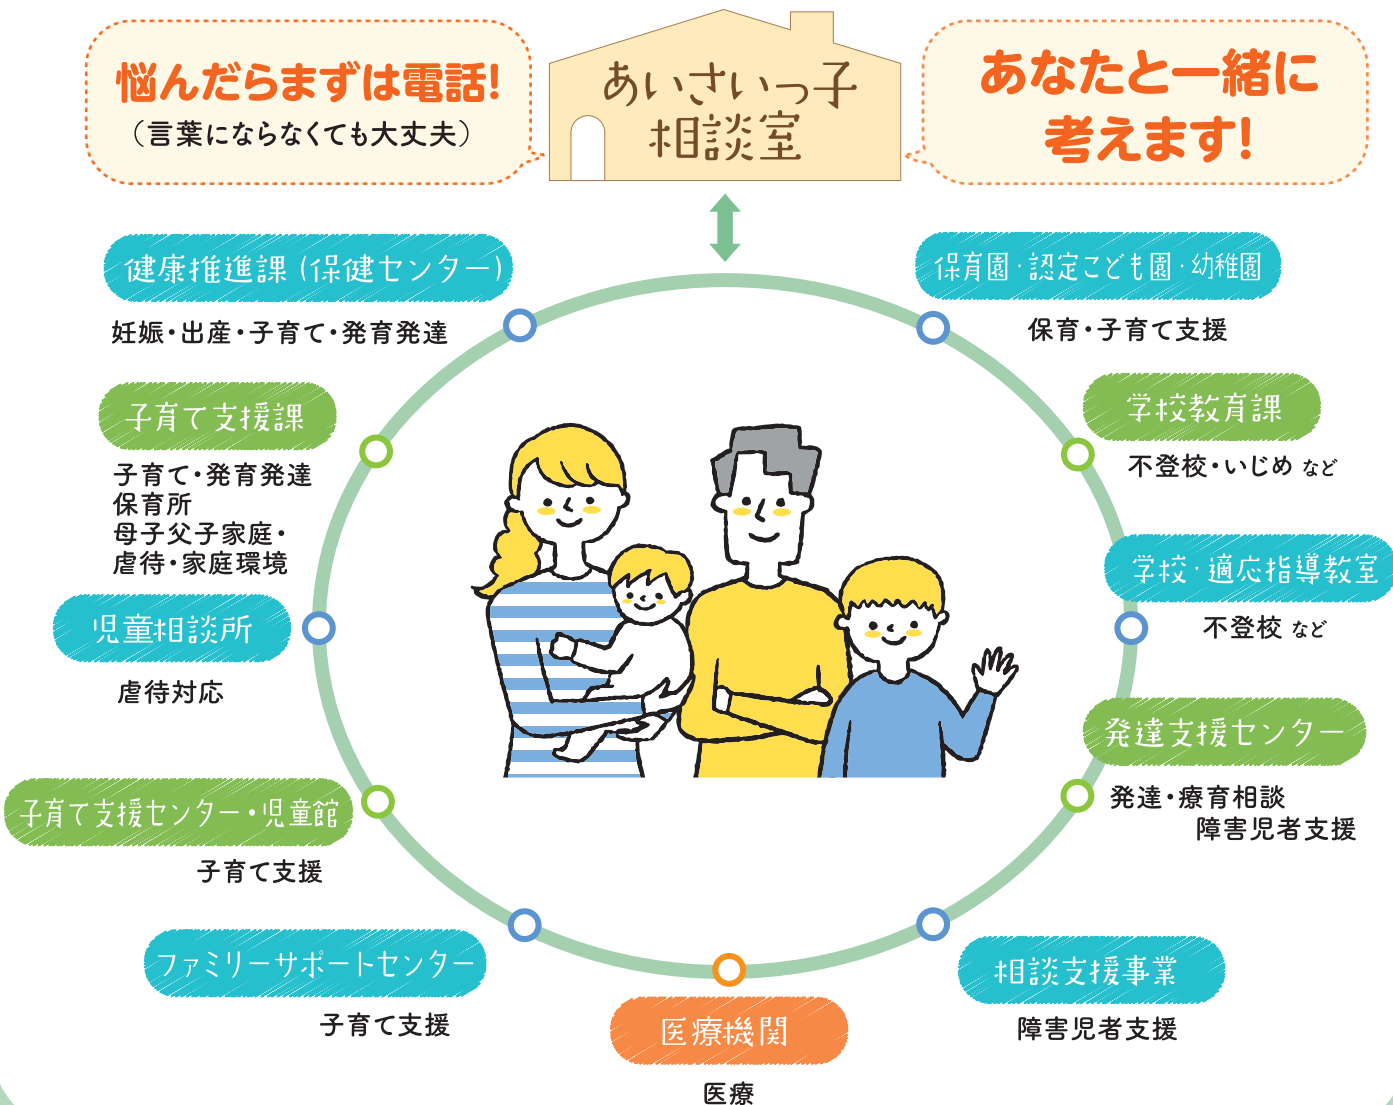 悩んだらまずは電話!
（言葉にならなくても大丈夫）
あいさいっ子
相談室
あなたと一緒に
考えます!
健康推進課(保健センター)
妊娠・出産・子育て・発育発達
保育園・認定こども園・幼稚園
保育・子育て支援
子育て支援課
子育て・発育発達
保育所
母子父子家庭・
虐待・家庭環境
学校教育課
不登校・いじめ など
児童相談所
虐待対応
学校・適応指導教室
不登校 など
子育て支援センター・児童館
子育て支援
発達支援センター
発達・療育相談
障害児者支援
ファミリーサポートセンター
子育て支援
医療機関
医療
相談支援事業
障害児者支援